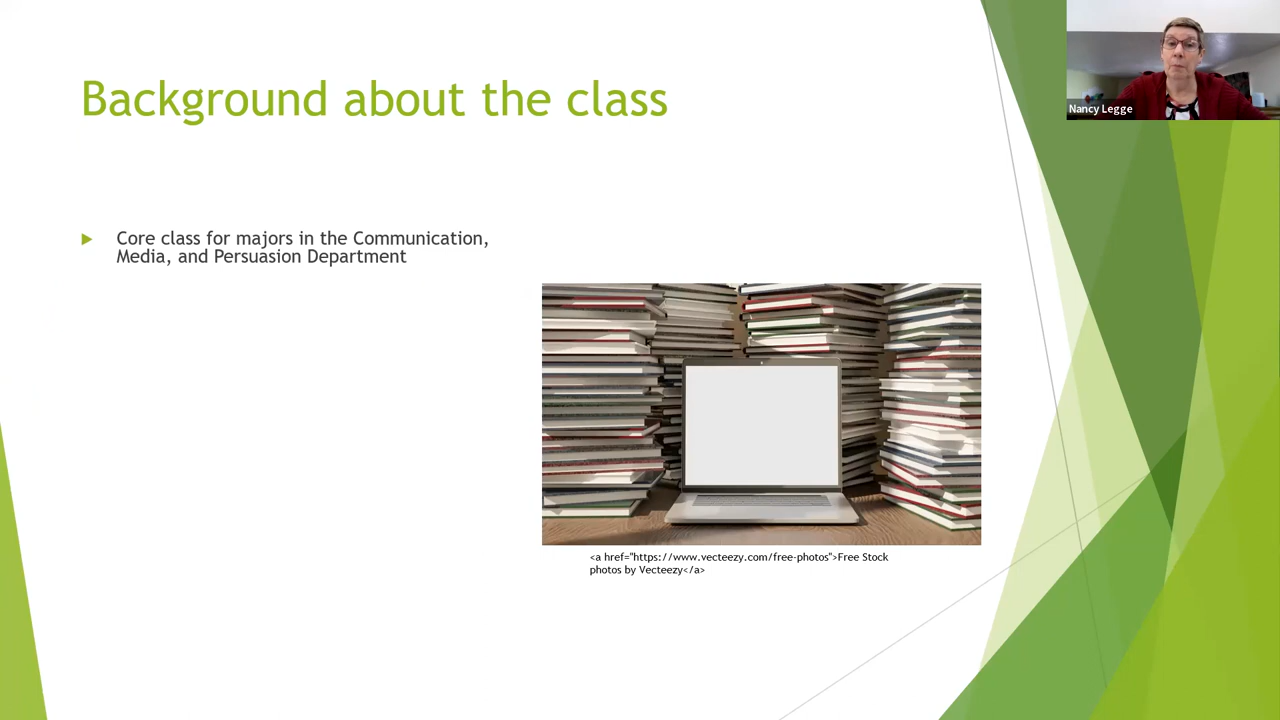 Background about the class
Nancy Legge
Core class for majors in the Communication,
Media, and Persuasion Department
<a href="https://www.vecteezy.com/free-photos">Free Stock
photos by Vecteezy</a>